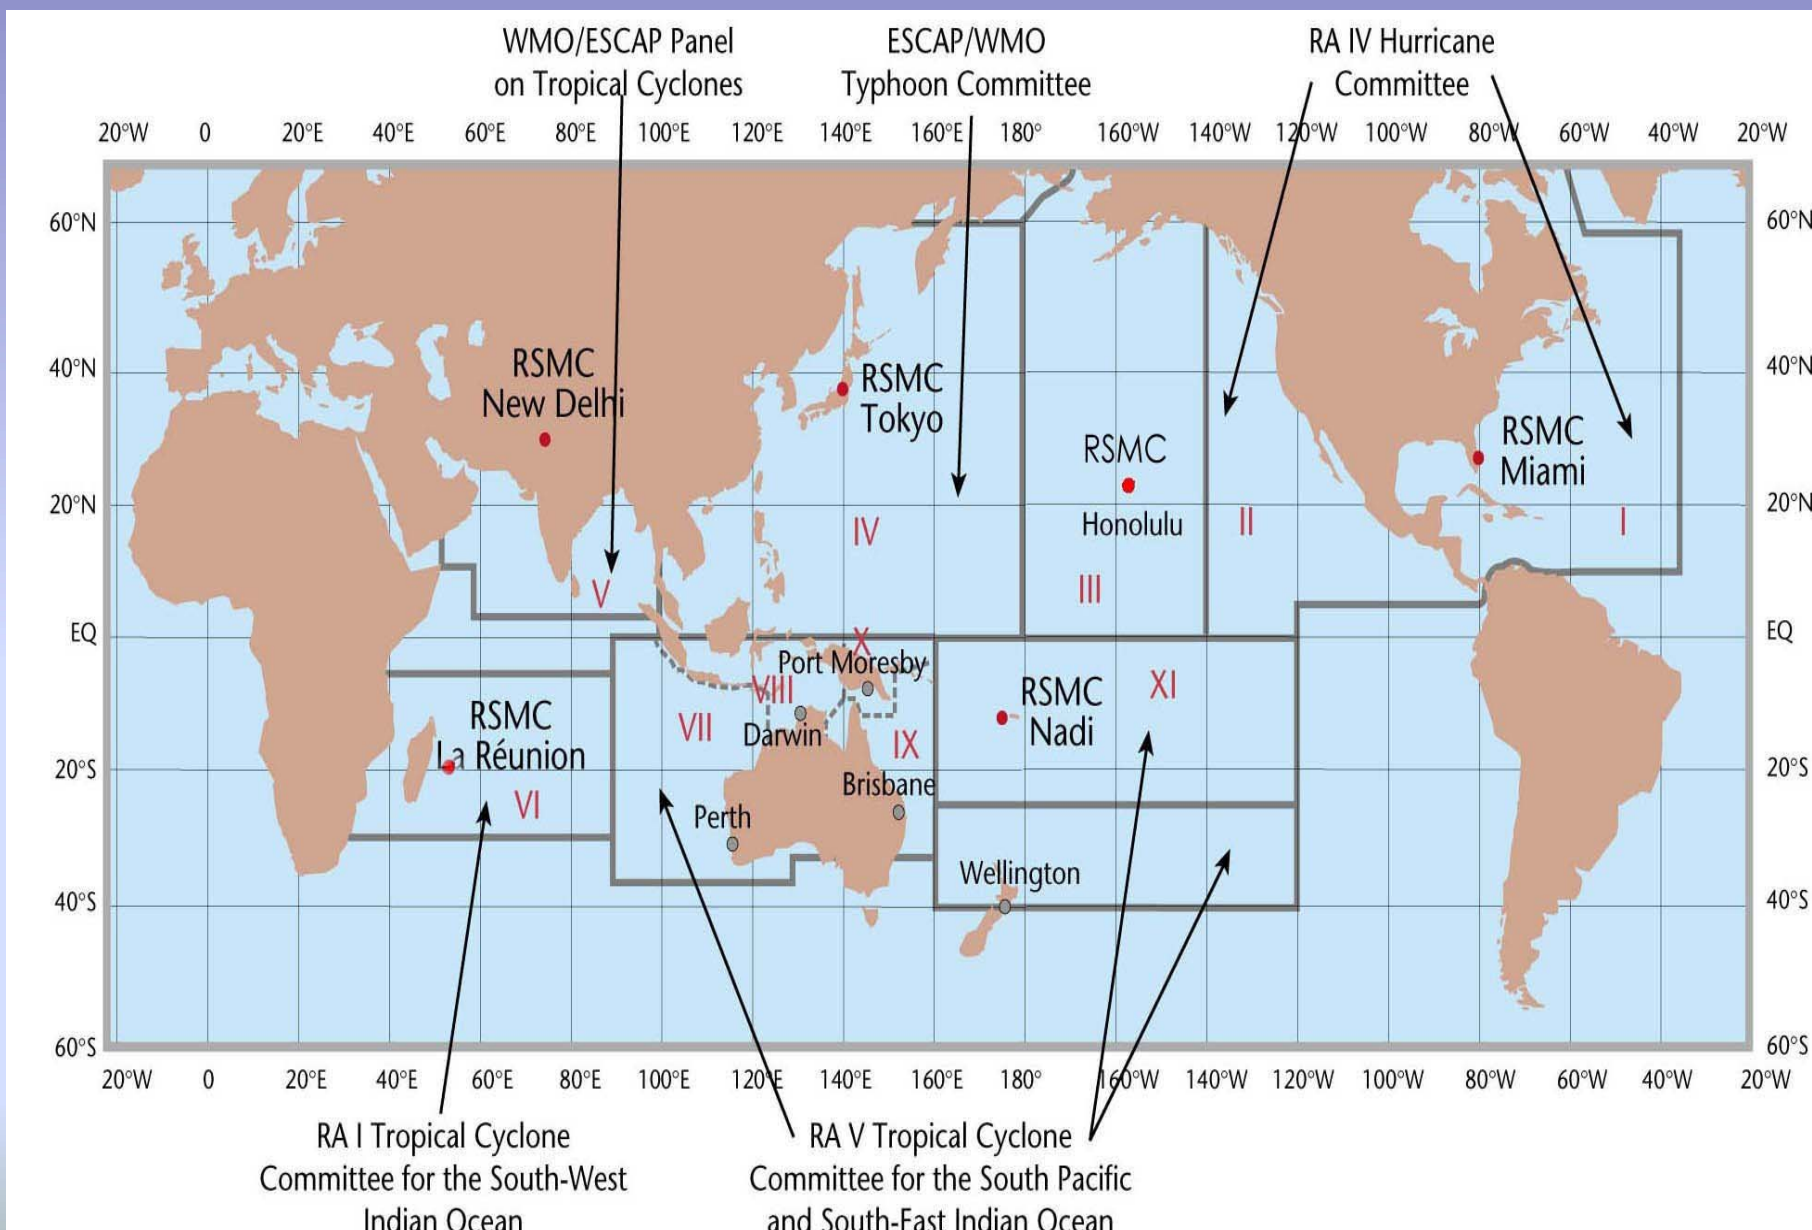 WMO/ESCAP Panel
on Tropical Cyclones
ESCAP/WMO
Typhoon Committee
RA IV Hurricane
Committee
20°W 0 20°E 40°E 60°E 80°E 100°E 120°E 140°E 160°E 180° 160°W 140°W 120°W 100°W 80°W 60°W 40°W 20°W
60°N 60°N
40°N 40°N
RSMC
New Delhi
RSMC
Tokyo
RSMC
Honolulu
RSMC
Miami
20°N 20°N
IV
II
I
V
III
EQ EQ
X
Port Moresby
VIII
RSMC
Nadi
XI
RSMC
La Réunion
VII
Darwin
IX
20°S 20°S
VI
Brisbane
Perth
Wellington
40°S 40°S
60°S 60°S
20°W 0 20°E 40°E 60°E 80°E 100°E 120°E 140°E 160°E 180° 160°W 140°W 120°W 100°W 80°W 60°W 40°W 20°W
RA I Tropical Cyclone
Committee for the South-West
Indian Ocean
RA V Tropical Cyclone
Committee for the South Pacific
and South-East Indian Ocean